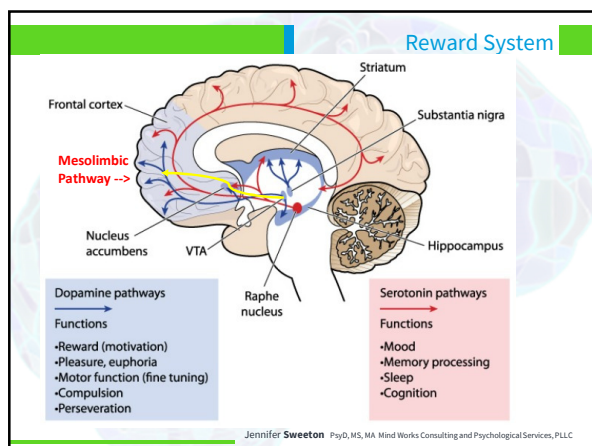 Reward System
Striatum
Frontal cortex
Substantia nigra
Mesolimbic
Pathway -->
Nucleus
accumbens
VTA
Hippocampus
Raphe
nucleus
Dopamine pathways
Functions
•Reward (motivation)
•Pleasure, euphoria
•Motor function (fine tuning)
•Compulsion
•Perseveration
Serotonin pathways
Functions
•Mood
•Memory processing
•Sleep
•Cognition
Jennifer Sweeton PsyD, MS, MA Mind Works Consulting and Psychological Services, PLLC